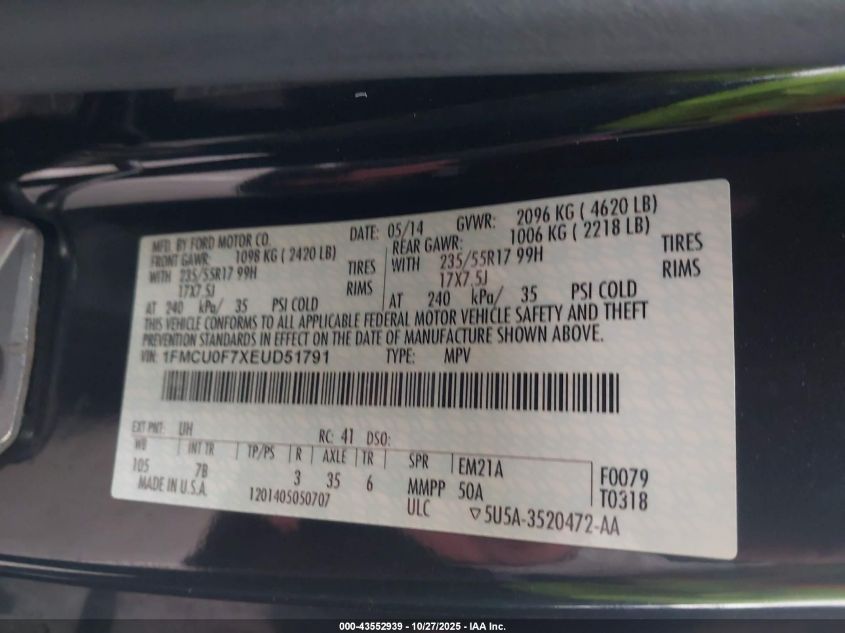 MFD. BY FORD MOTOR CO. DATE: 05/14 GVWR: 2096 KG ( 4620 LB)
FRONT GAWR: 1098 KG ( 2420 LB) REAR GAWR: 1006 KG ( 2218 LB)
WITH 235/55R17 99H TIRES WITH 235/55R17 99H TIRES
17X7.5J RIMS 17X7.5J RIMS
AT 240 kPa/ 35 PSI COLD AT 240 kPa/ 35 PSI COLD
THIS VEHICLE CONFORMS TO ALL APPLICABLE FEDERAL MOTOR VEHICLE SAFETY AND THEFT
PREVENTION STANDARDS IN EFFECT ON THE DATE OF MANUFACTURE SHOWN ABOVE.
VIN: 1FMCU0F7XEUD51791 TYPE: MPV
EXT PNT: UH RC: 41 DSO:
WB INT TR TP/PS R AXLE TR SPR EM21A F0079
105 7B 3 35 6 MMPP 50A T0318
MADE IN U.S.A. 1201405050707 ULC ▽5U5A-3520472-AA
000-43552939 - 10/27/2025 - IAA Inc.